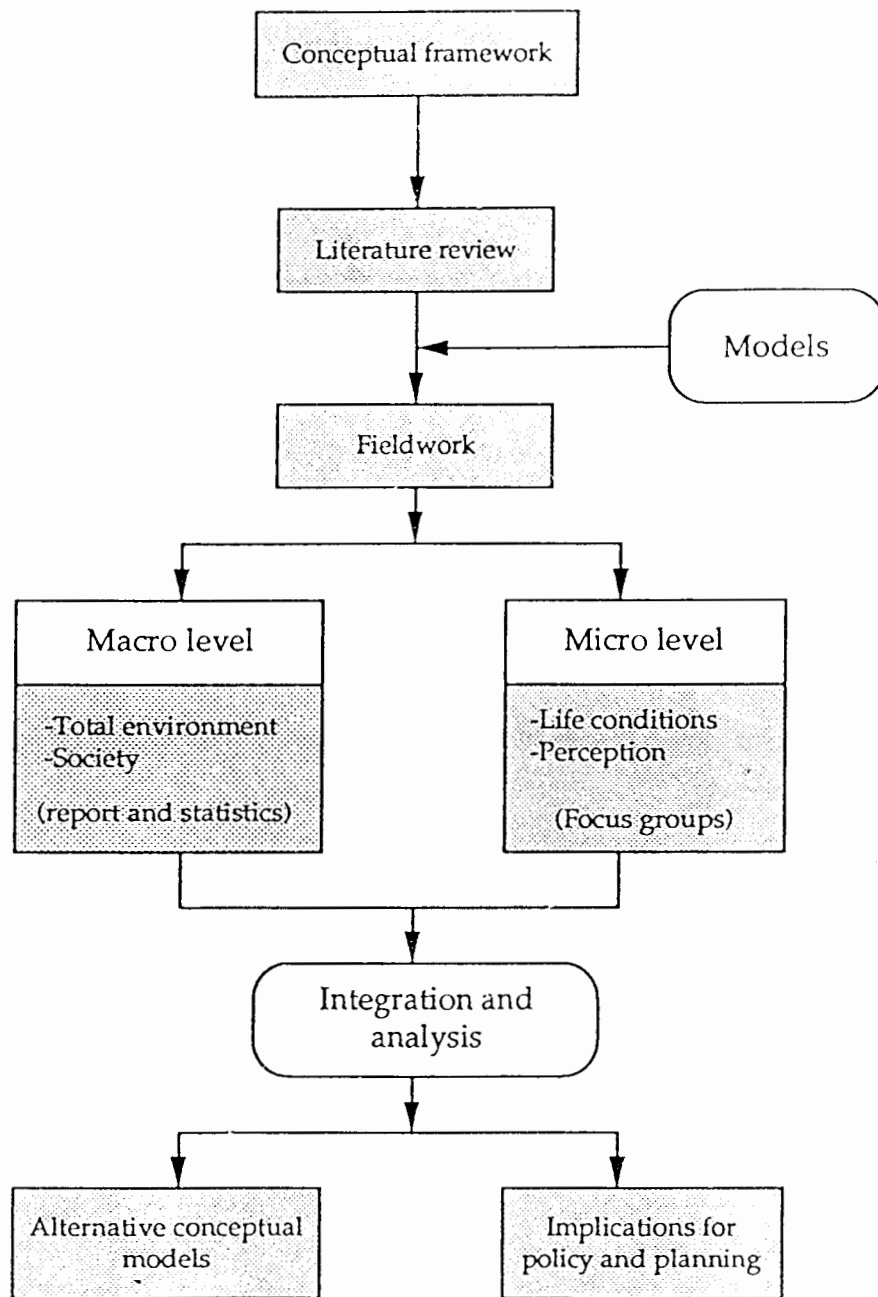 Conceptual framework
Literature review
Models
Fieldwork
Macro level
-Total environment
-Society
(report and statistics)
Micro level
-Life conditions
-Perception
(Focus groups)
Integration and
analysis
Alternative conceptual
models
Implications for
policy and planning